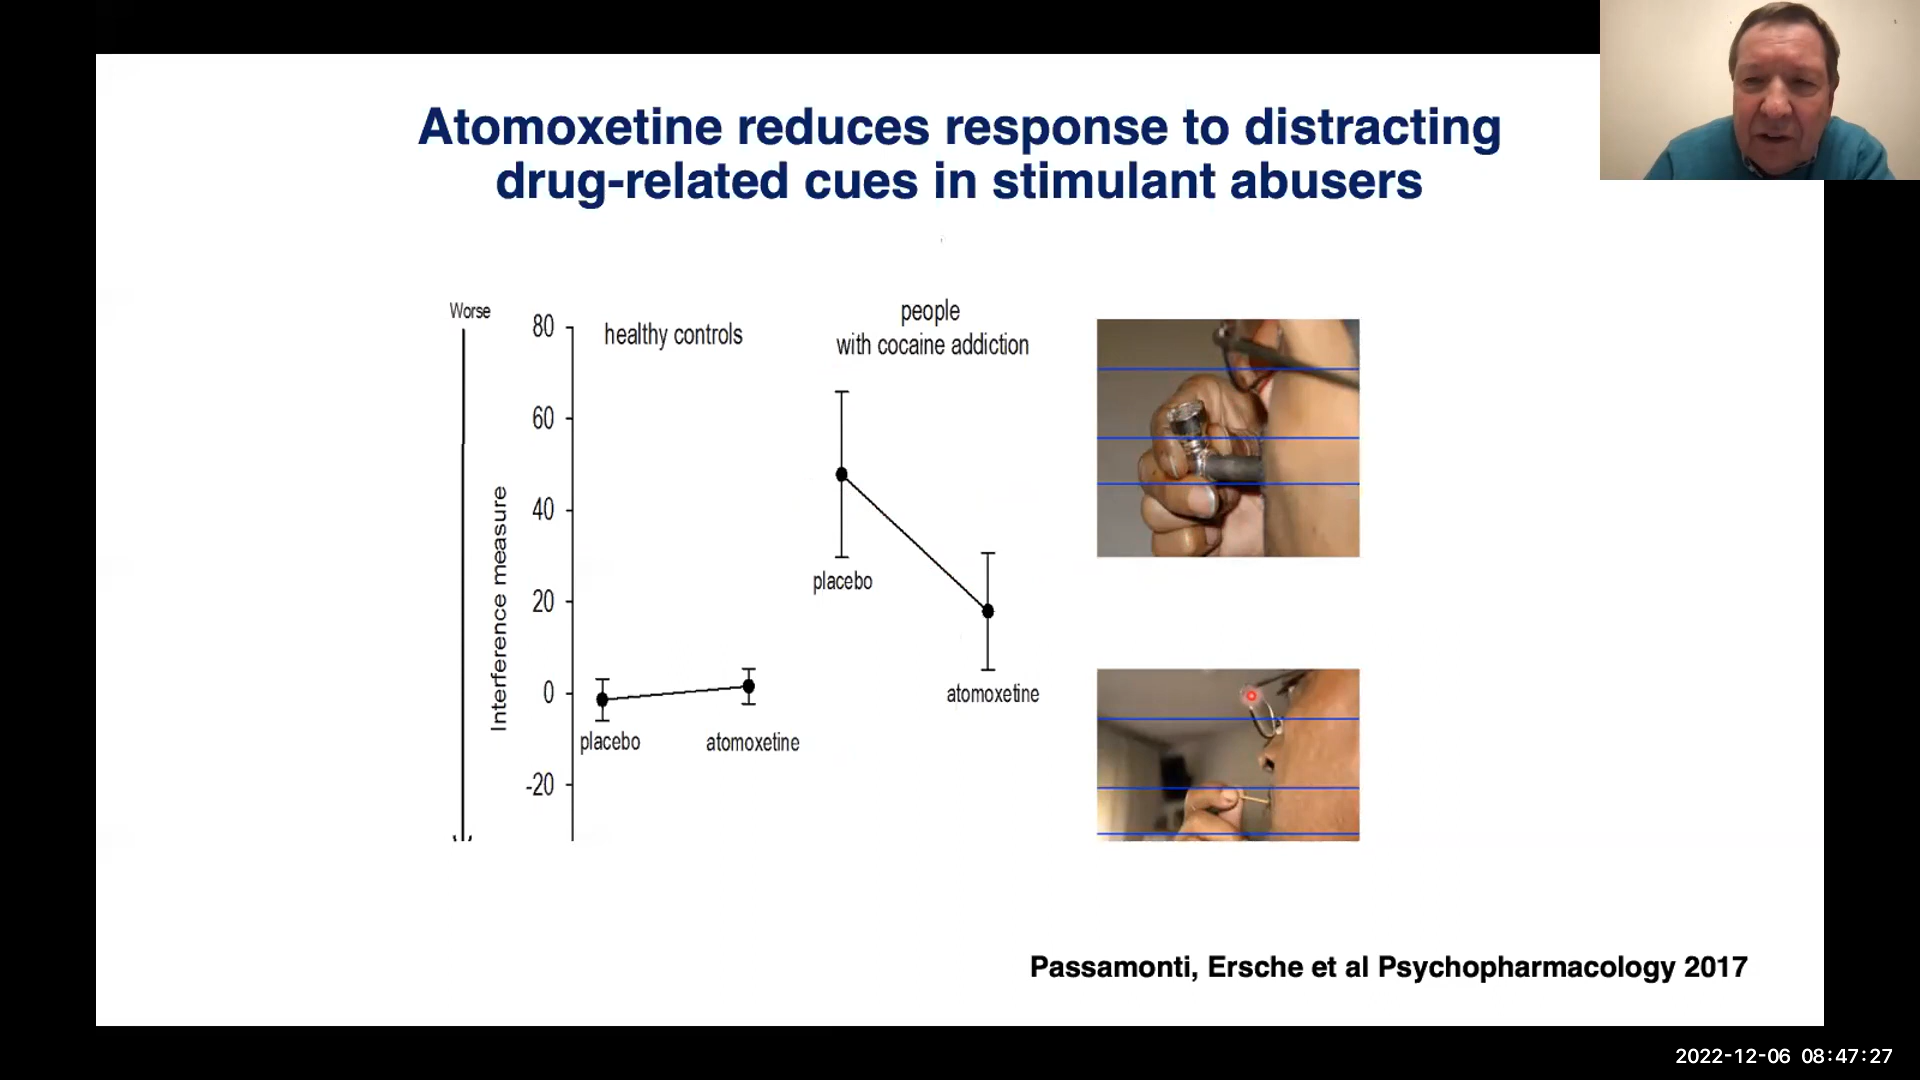 Atomoxetine reduces response to distracting
drug-related cues in stimulant abusers
Worse
Interference measure
80
60
40
20
0
-20
healthy controls
placebo
atomoxetine
people
with cocaine addiction
placebo
atomoxetine
Passamonti, Ersche et al Psychopharmacology 2017
2022-12-06 08:47:27